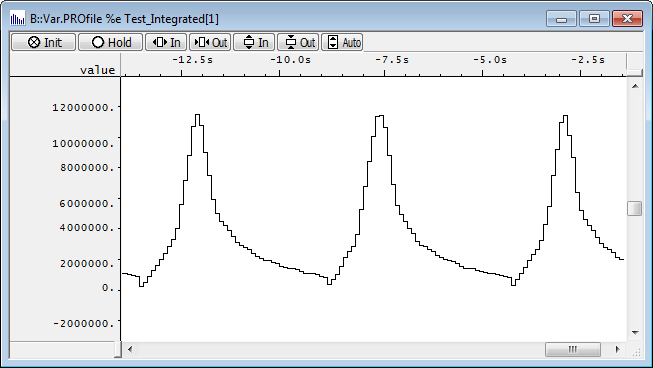 B::Var.PROfile %e Test_Integrated[1]
Init Hold In Out In Out Auto
value -12.5s -10.0s -7.5s -5.0s -2.5s
12000000.
10000000.
8000000.
6000000.
4000000.
2000000.
0.
-2000000.